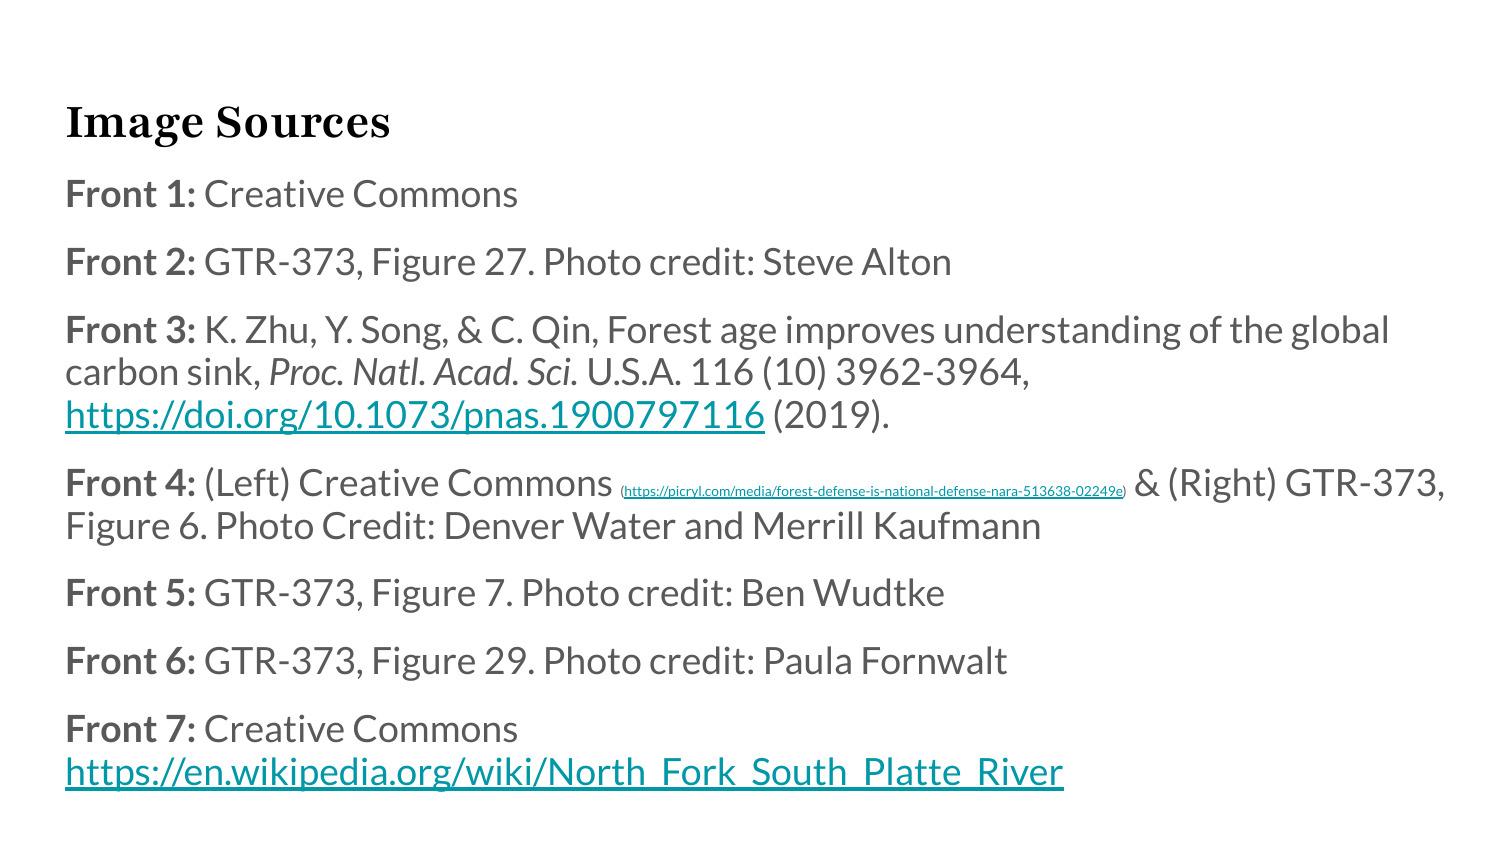 Image Sources
Front 1: Creative Commons
Front 2: GTR-373, Figure 27. Photo credit: Steve Alton
Front 3: K. Zhu, Y. Song, & C. Qin, Forest age improves understanding of the global
carbon sink, Proc. Natl. Acad. Sci. U.S.A. 116 (10) 3962-3964,
https://doi.org/10.1073/pnas.1900797116 (2019).
Front 4: (Left) Creative Commons (https://picryl.com/media/forest-defense-is-national-defense-nara-513638-02249e) & (Right) GTR-373,
Figure 6. Photo Credit: Denver Water and Merrill Kaufmann
Front 5: GTR-373, Figure 7. Photo credit: Ben Wudtke
Front 6: GTR-373, Figure 29. Photo credit: Paula Fornwalt
Front 7: Creative Commons
https://en.wikipedia.org/wiki/North_Fork_South_Platte_River